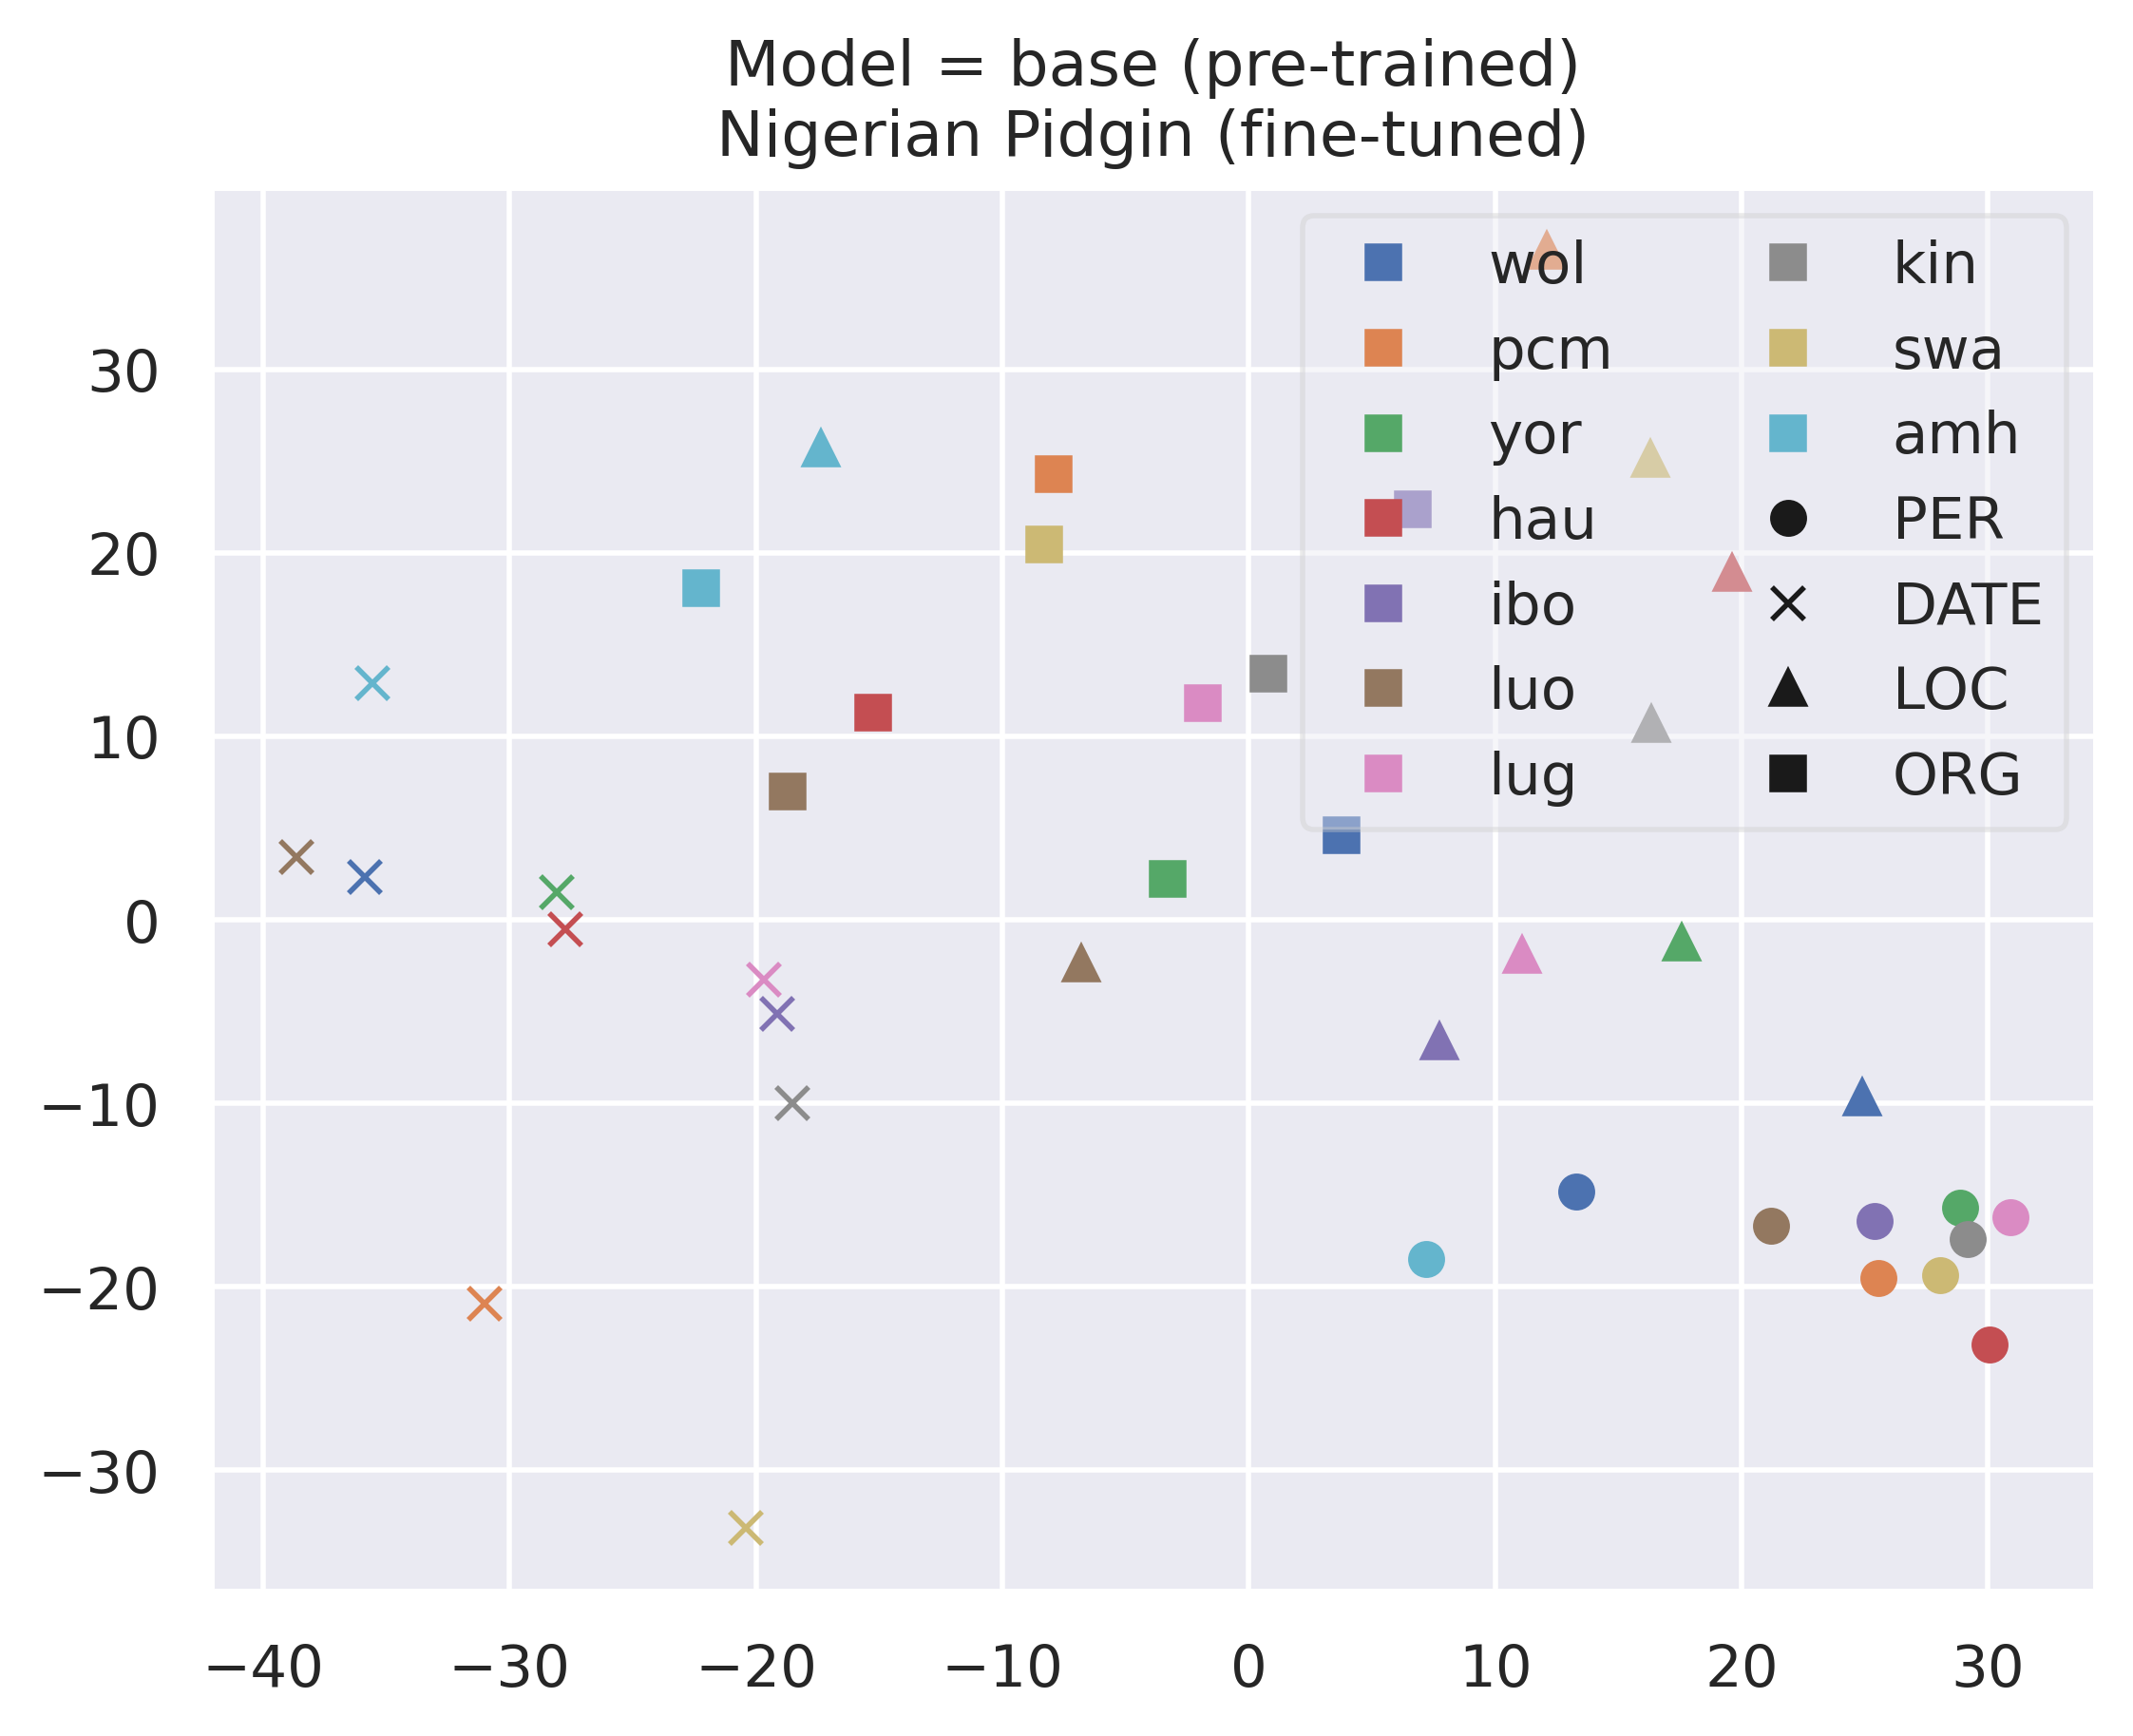 Model = base (pre-trained)
Nigerian Pidgin (fine-tuned)
wol
pcm
yor
hau
ibo
luo
lug
kin
swa
amh
PER
DATE
LOC
ORG
30
20
10
0
−10
−20
−30
−40 −30 −20 −10 0 10 20 30